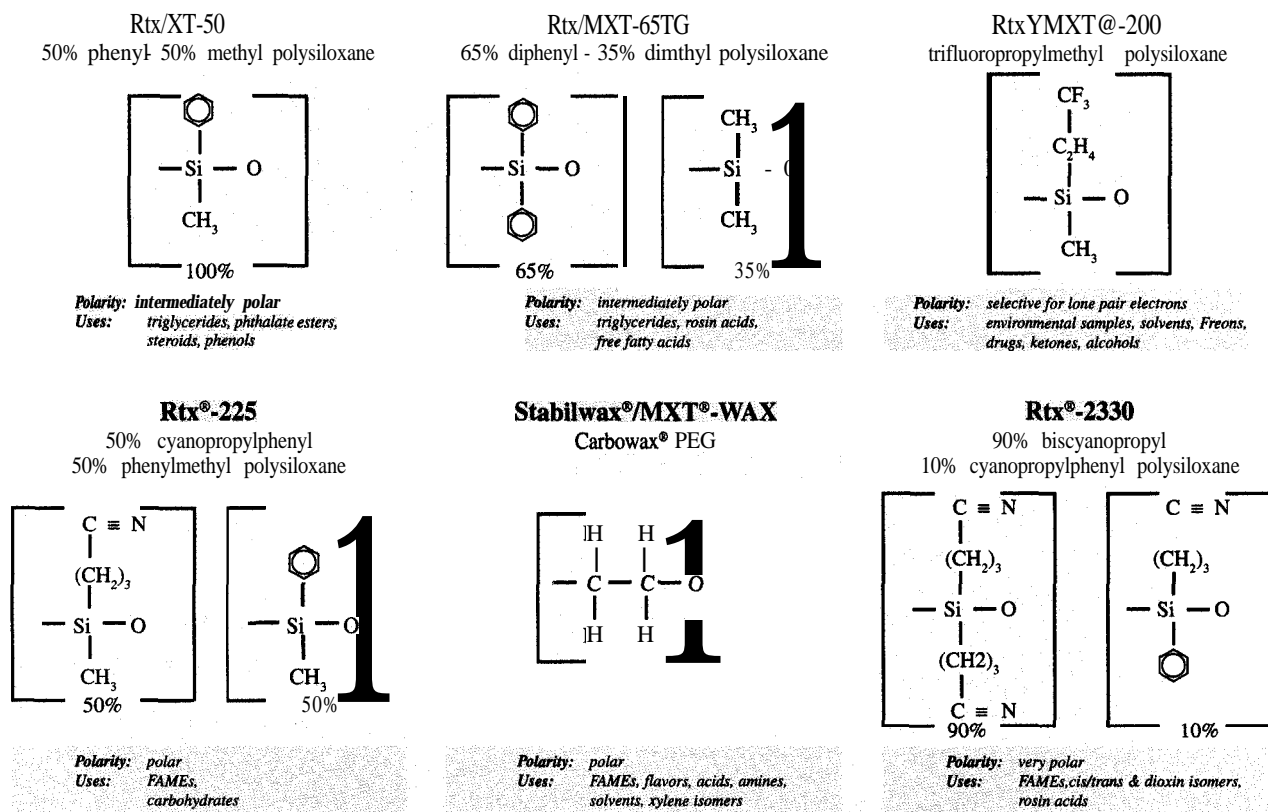 Rtx/XT-50
50% phenyl- 50% methyl polysiloxane
Si
O
CH3
100%
Polarity: intermediately polar
Uses: triglycerides, phthalate esters,
steroids, phenols
Rtx/MXT-65TG
65% diphenyl - 35% dimthyl polysiloxane
Si
O
65%
CH3
Si
CH3
35%
1
Polarity: intermediately polar
Uses: triglycerides, rosin acids,
free fatty acids
RtxYMXT@-200
trifluoropropylmethyl polysiloxane
CF3
C2H4
Si
O
CH3
Polarity: selective for lone pair electrons
Uses: environmental samples, solvents, Freons,
drugs, ketones, alcohols
Rtx®-225
50% cyanopropylphenyl
50% phenylmethyl polysiloxane
C ≡ N
(CH2)3
Si
O
CH3
50%
Si
O
CH3
50%
1
Polarity: polar
Uses: FAMEs,
carbohydrates
Stabilwax®/MXT®-WAX
Carbowax® PEG
H H
C C O
H H
1
Polarity: polar
Uses: FAMEs, flavors, acids, amines,
solvents, xylene isomers
Rtx®-2330
90% biscyanopropyl
10% cyanopropylphenyl polysiloxane
C ≡ N
(CH2)3
Si
O
(CH2)3
C ≡ N
90%
C ≡ N
(CH2)3
Si
O
10%
Polarity: very polar
Uses: FAMEs,cis/trans & dioxin isomers,
rosin acids